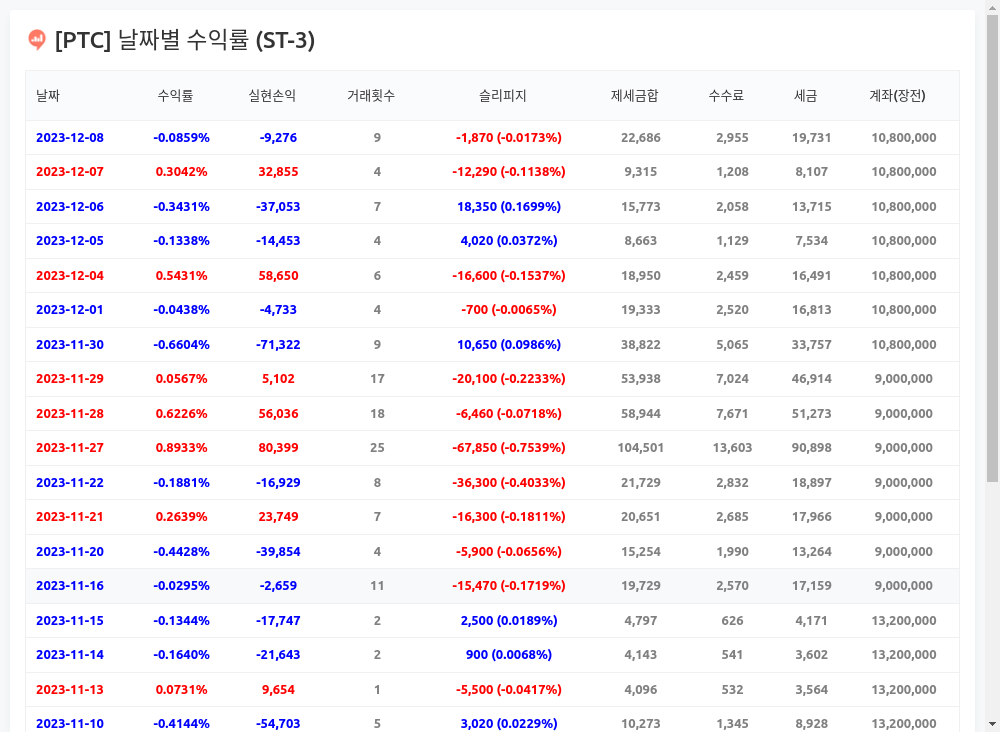 [PTC] 날짜별 수익률 (ST-3)
날짜 수익률 실현손익 거래횟수 슬리피지 제세금합 수수료 세금 계좌(장전)
2023-12-08 -0.0859% -9,276 9 -1,870 (-0.0173%) 22,686 2,955 19,731 10,800,000
2023-12-07 0.3042% 32,855 4 -12,290 (-0.1138%) 9,315 1,208 8,107 10,800,000
2023-12-06 -0.3431% -37,053 7 18,350 (0.1699%) 15,773 2,058 13,715 10,800,000
2023-12-05 -0.1338% -14,453 4 4,020 (0.0372%) 8,663 1,129 7,534 10,800,000
2023-12-04 0.5431% 58,650 6 -16,600 (-0.1537%) 18,950 2,459 16,491 10,800,000
2023-12-01 -0.0438% -4,733 4 -700 (-0.0065%) 19,333 2,520 16,813 10,800,000
2023-11-30 -0.6604% -71,322 9 10,650 (0.0986%) 38,822 5,065 33,757 10,800,000
2023-11-29 0.0567% 5,102 17 -20,100 (-0.2233%) 53,938 7,024 46,914 9,000,000
2023-11-28 0.6226% 56,036 18 -6,460 (-0.0718%) 58,944 7,671 51,273 9,000,000
2023-11-27 0.8933% 80,399 25 -67,850 (-0.7539%) 104,501 13,603 90,898 9,000,000
2023-11-22 -0.1881% -16,929 8 -36,300 (-0.4033%) 21,729 2,832 18,897 9,000,000
2023-11-21 0.2639% 23,749 7 -16,300 (-0.1811%) 20,651 2,685 17,966 9,000,000
2023-11-20 -0.4428% -39,854 4 -5,900 (-0.0656%) 15,254 1,990 13,264 9,000,000
2023-11-16 -0.0295% -2,659 11 -15,470 (-0.1719%) 19,729 2,570 17,159 9,000,000
2023-11-15 -0.1344% -17,747 2 2,500 (0.0189%) 4,797 626 4,171 13,200,000
2023-11-14 -0.1640% -21,643 2 900 (0.0068%) 4,143 541 3,602 13,200,000
2023-11-13 0.0731% 9,654 1 -5,500 (-0.0417%) 4,096 532 3,564 13,200,000
2023-11-10 -0.4144% -54,703 5 3,020 (0.0229%) 10,273 1,345 8,928 13,200,000